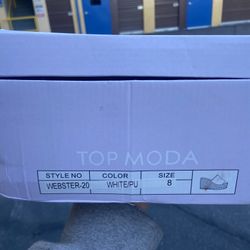 TOP MODA
STYLE NO COLOR SIZE
WEBSTER-20 WHITE/PU 8